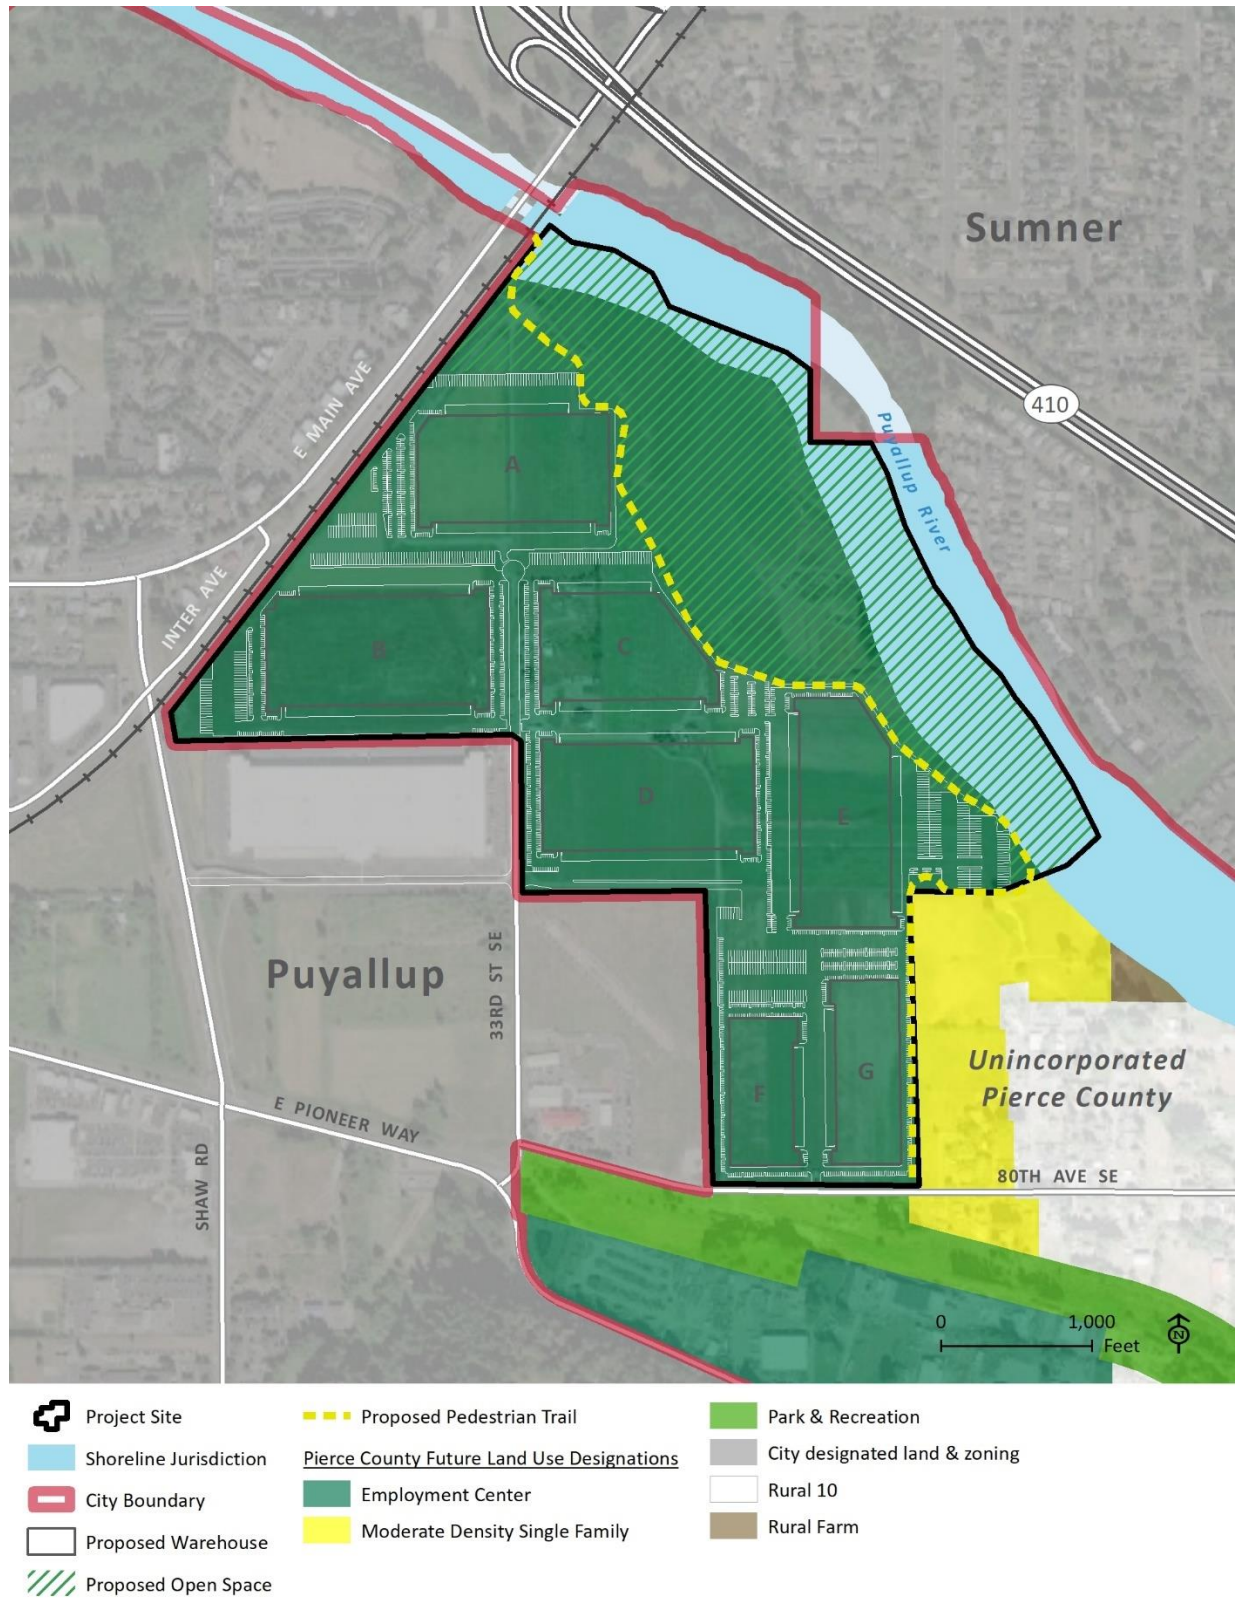 Sumner
E MAIN AVE
410
Puyallup River
A
INTER AVE
B
C
D
E
33RD ST SE
Puyallup
Unincorporated
Pierce County
F
G
E PIONEER WAY
SHAW RD
80TH AVE SE
0 1,000
Feet
N
Project Site
Shoreline Jurisdiction
City Boundary
Proposed Warehouse
Proposed Open Space
Proposed Pedestrian Trail
Pierce County Future Land Use Designations
Employment Center
Moderate Density Single Family
Park & Recreation
City designated land & zoning
Rural 10
Rural Farm